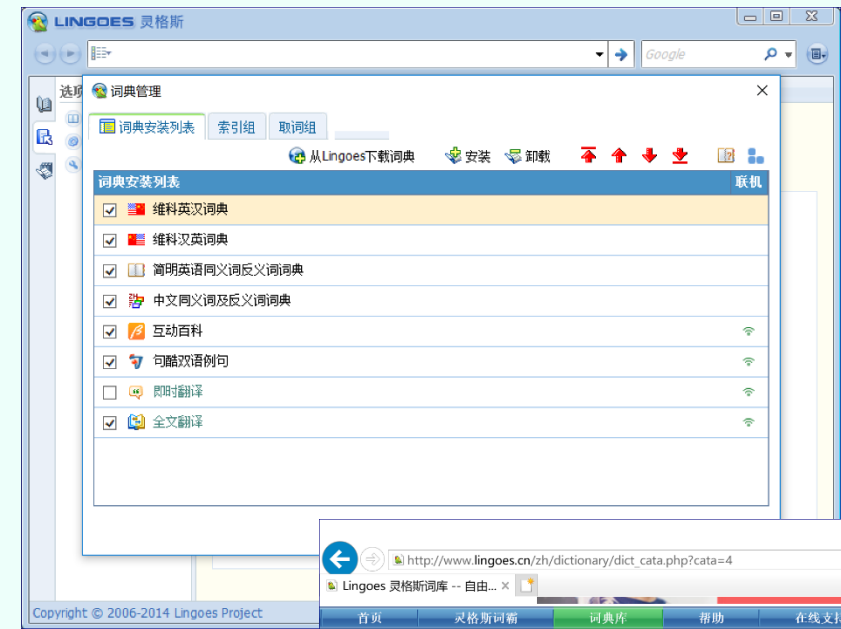 LINGOES 灵格斯
Google
选项
词典管理
词典安装列表 索引组 取词组
从Lingoes下载词典 安装 卸载
词典安装列表 联机
维科英汉词典
维科汉英词典
简明英语同义词反义词词典
中文同义词及反义词词典
互动百科
句酷双语例句
即时翻译
全文翻译
http://www.lingoes.cn/zh/dictionary/dict_cata.php?cata=4
Lingoes 灵格斯词库 -- 自由...
Copyright © 2006-2014 Lingoes Project
首页 灵格斯词霸 词典库 帮助 在线支持